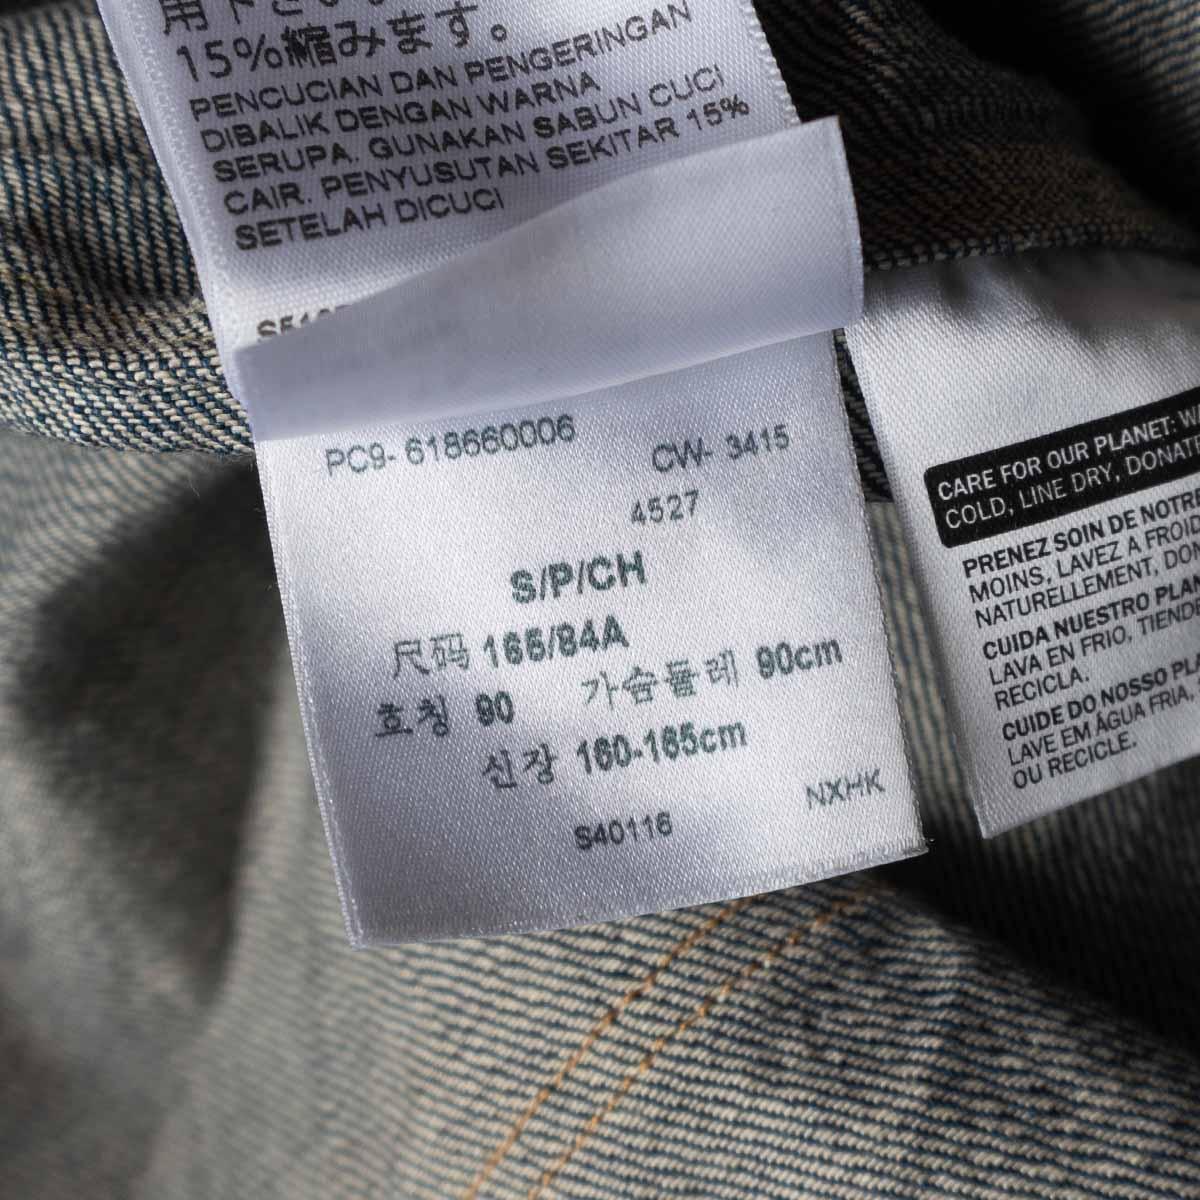 15%縮みます。
PENCUCIAN DAN PENGERINGAN
DIBALIK DENGAN WARNA
SERUPA. GUNAKAN SABUN CUCI
CAIR. PENYUSUTAN SEKITAR 15%
SETELAH DICUCI
PC9- 618660006
CW- 3415
4527
S/P/CH
尺码 165/84A
호칭 90 가슴둘레 90cm
신장 160-165cm
NXHK
S40116
CARE FOR OUR PLANET:
COLD, LINE DRY, DONATE
PRENEZ SOIN DE NOTRE
MOINS, LAVEZ A FROID
NATURELLEMENT,
CUIDA NUESTRO
LAVA EN FRIO,
RECICLA.
CUIDE DO NOSSO
LAVE EM ÁGUA FRIA,
OU RECICLE.